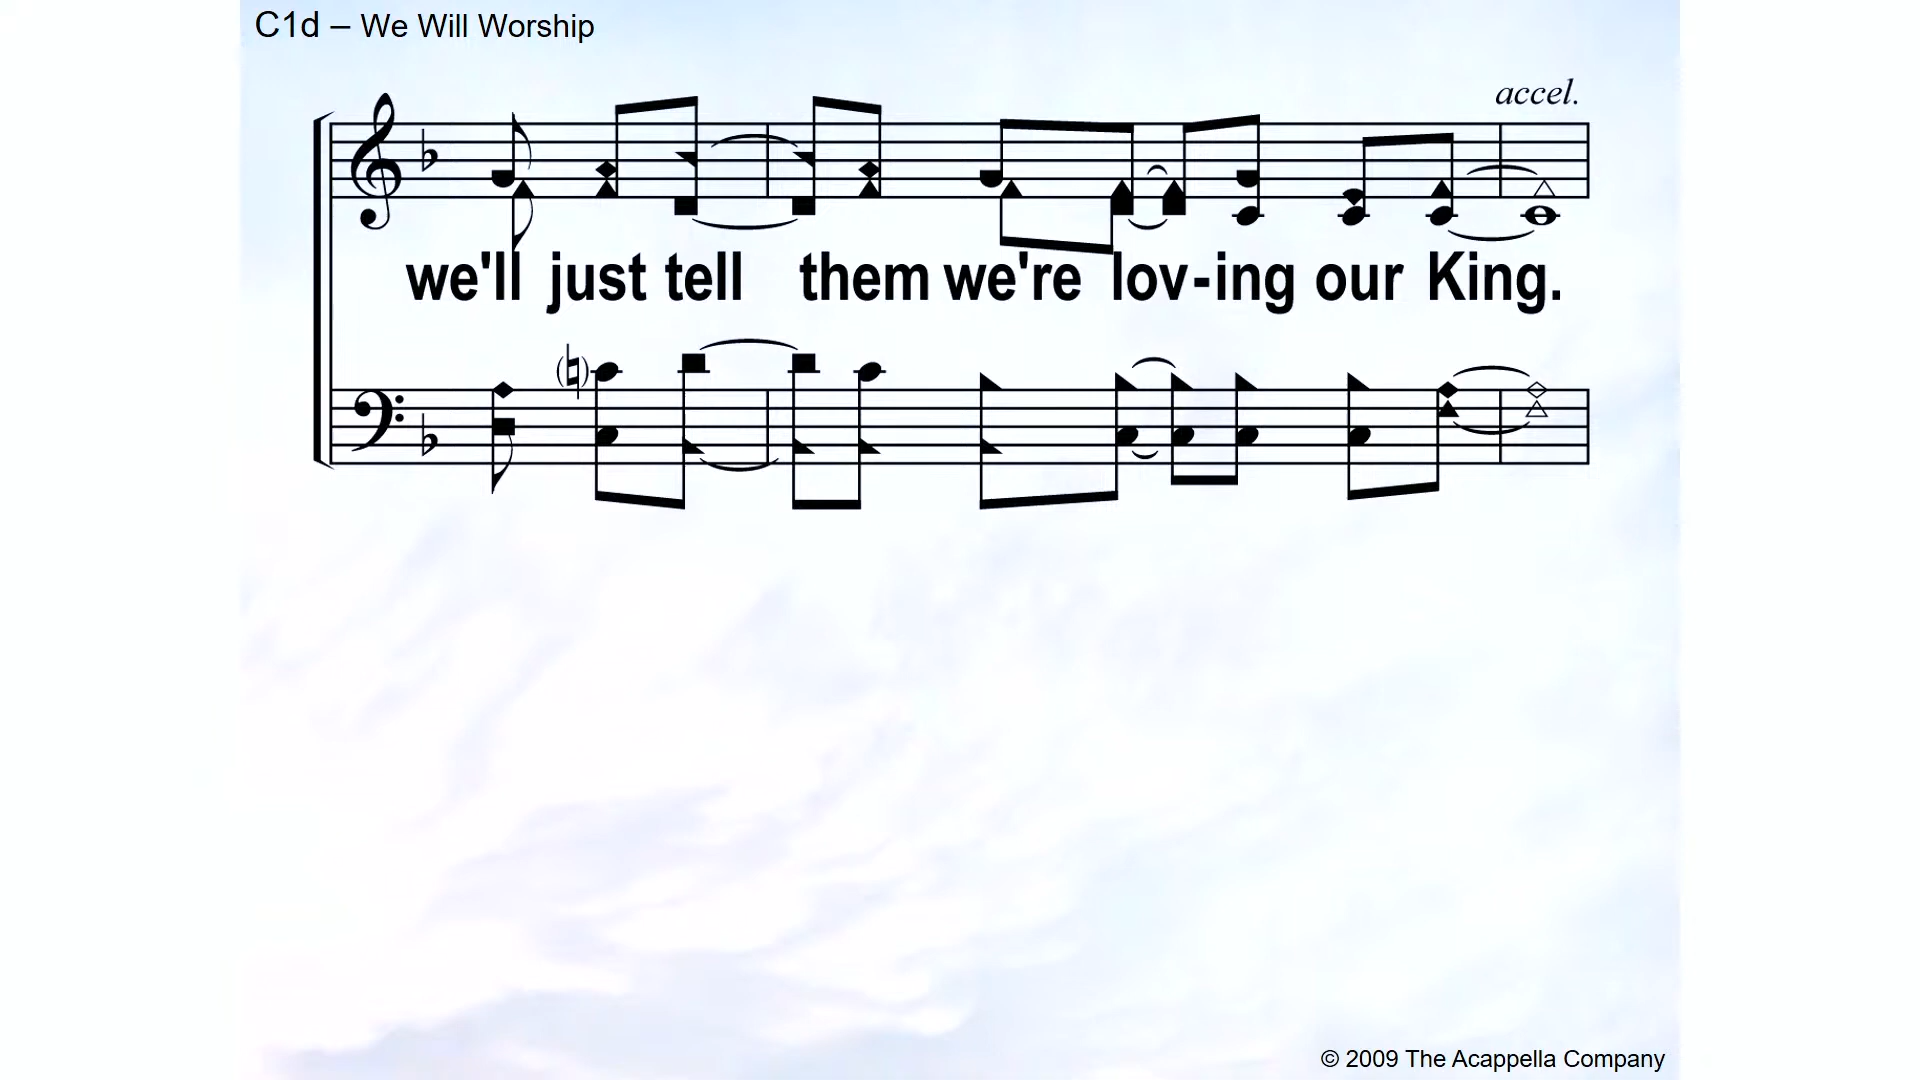 C1d – We Will Worship
accel.
we'll just tell them we're lov-ing our King.
© 2009 The Acappella Company